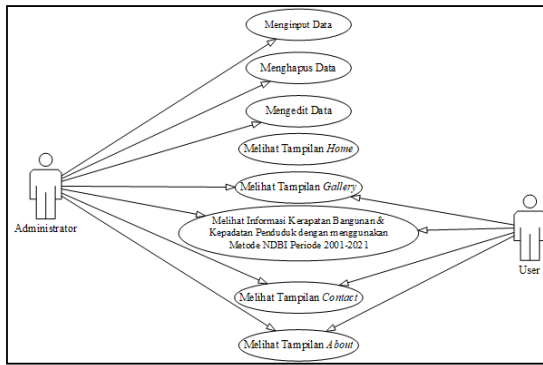 Menginput Data
Menghapus Data
Mengedit Data
Melihat Tampilan Home
Melihat Tampilan Gallery
Administrator
Melihat Informasi Kerapatan Bangunan &
Kepadatan Penduduk dengan menggunakan
Metode NDBI Periode 2001-2021
User
Melihat Tampilan Contact
Melihat Tampilan About